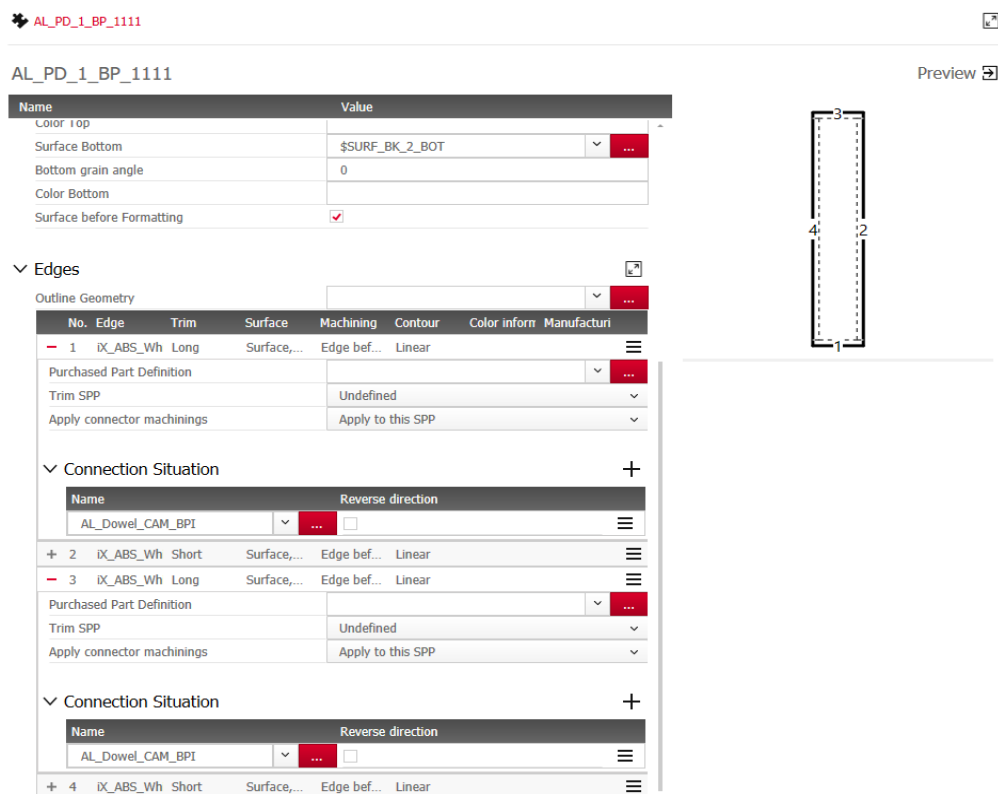 AL_PD_1_BP_1111
AL_PD_1_BP_1111
Preview
Name Value
Color Top
Surface Bottom $SURF_BK_2_BOT ...
Bottom grain angle 0
Color Bottom
Surface before Formatting
Edges
Outline Geometry ...
No. Edge Trim Surface Machining Contour Color inforn Manufacturi
1 iX_ABS_Wh Long Surface,... Edge bef... Linear
Purchased Part Definition ...
Trim SPP Undefined
Apply connector machinings Apply to this SPP
Connection Situation
Name Reverse direction
AL_Dowel_CAM_BPI ...
2 iX_ABS_Wh Short Surface,... Edge bef... Linear
3 iX_ABS_Wh Long Surface,... Edge bef... Linear
Purchased Part Definition ...
Trim SPP Undefined
Apply connector machinings Apply to this SPP
Connection Situation
Name Reverse direction
AL_Dowel_CAM_BPI ...
4 iX_ABS_Wh Short Surface,... Edge bef... Linear
3
4 2
1